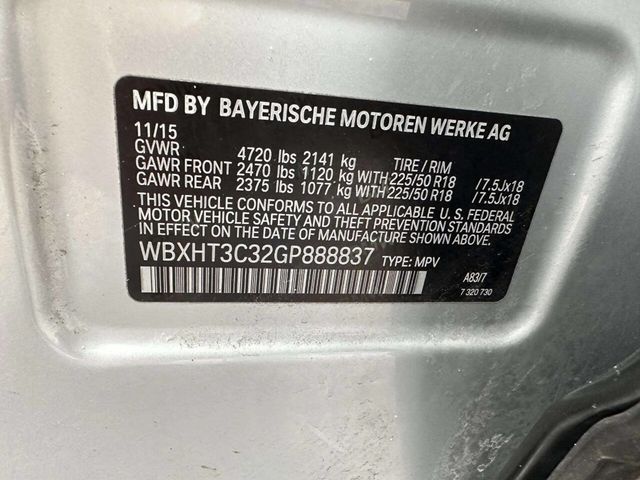 MFD BY BAYERISCHE MOTOREN WERKE AG
11/15
GVWR 4720 lbs 2141 kg TIRE / RIM
GAWR FRONT 2470 lbs 1120 kg WITH 225/50 R18 /7.5Jx18
GAWR REAR 2375 lbs 1077 kg WITH 225/50 R18 /7.5Jx18
THIS VEHICLE CONFORMS TO ALL APPLICABLE U. S. FEDERAL
MOTOR VEHICLE SAFETY AND THEFT PREVENTION STANDARDS
IN EFFECT ON THE DATE OF MANUFACTURE SHOWN ABOVE.
WBXHT3C32GP888837 TYPE: MPV
A83/7
7 320 730